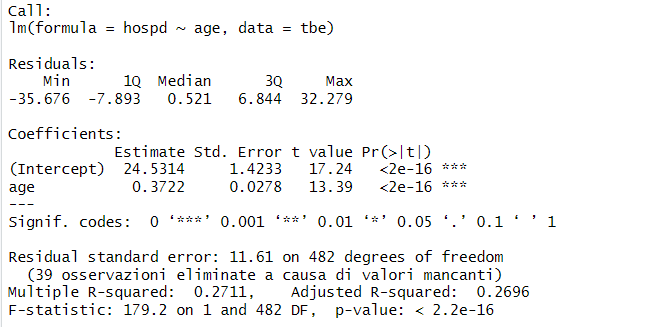 Call:
lm(formula = hospd ~ age, data = tbe)
Residuals:
    Min      1Q  Median      3Q     Max
-35.676  -7.893   0.521   6.844  32.279
Coefficients:
            Estimate Std. Error t value Pr(>|t|)
(Intercept)  24.5314     1.4233   17.24   <2e-16 ***
age           0.3722     0.0278   13.39   <2e-16 ***
---
Signif. codes:  0 ‘***’ 0.001 ‘**’ 0.01 ‘*’ 0.05 ‘.’ 0.1 ‘ ’ 1
Residual standard error: 11.61 on 482 degrees of freedom
  (39 osservazioni eliminate a causa di valori mancanti)
Multiple R-squared:  0.2711,    Adjusted R-squared:  0.2696
F-statistic: 179.2 on 1 and 482 DF,  p-value: < 2.2e-16